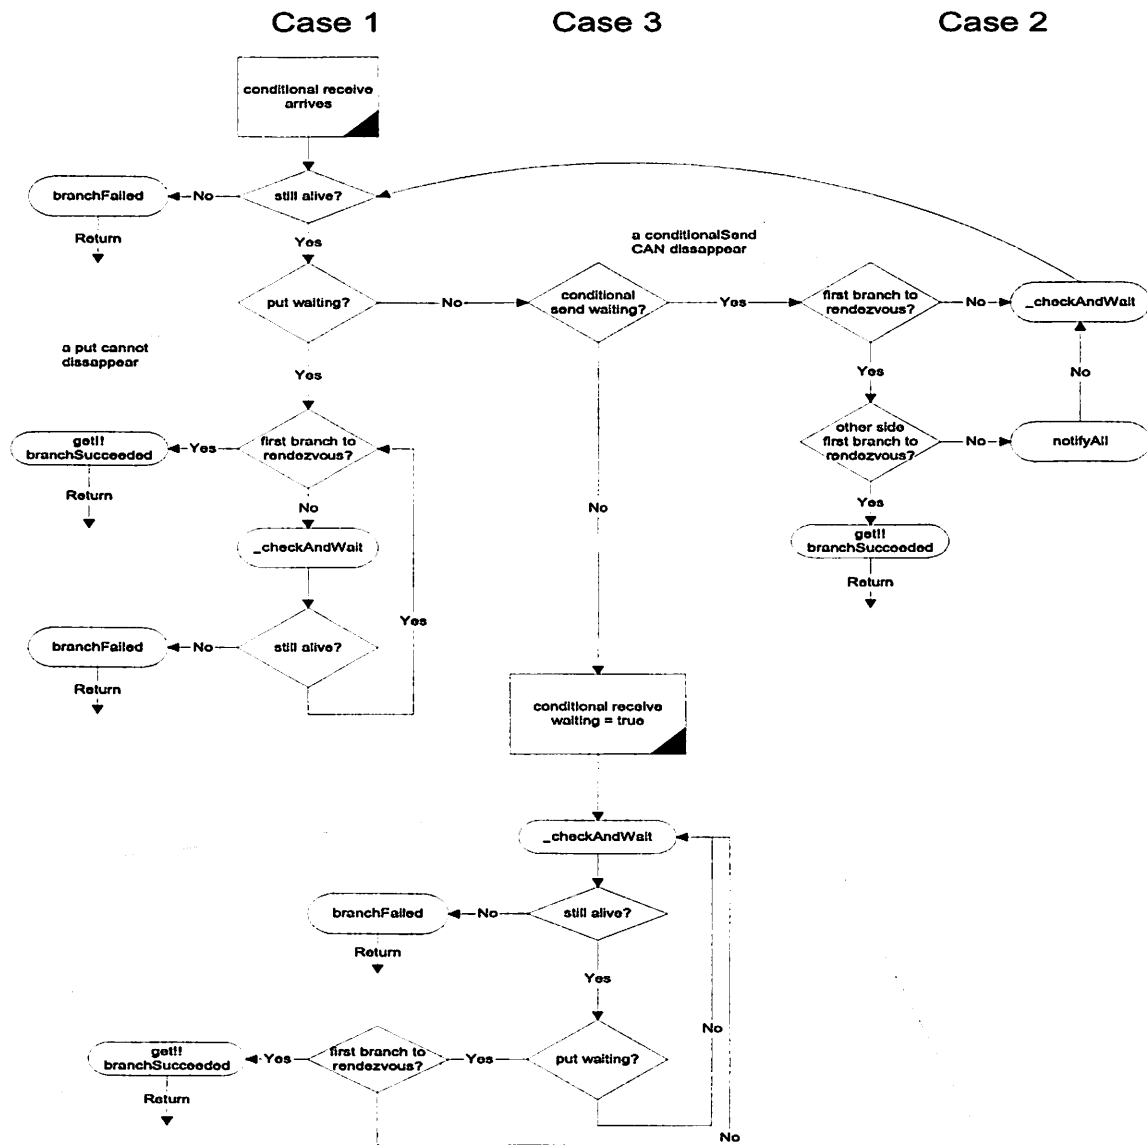 Case 1
Case 3
Case 2
conditional receive
arrives
branchFailed
No
still alive?
Return
Yes
a conditionalSend
CAN dissappear
put waiting?
No
conditional
send waiting?
Yes
first branch to
rendezvous?
No
_checkAndWait
a put cannot
dissappear
Yes
Yes
No
get!!
branchSucceeded
Yes
first branch to
rendezvous?
other side
first branch to
rendezvous?
No
notifyAll
Return
No
No
Yes
_checkAndWait
get!!
branchSucceeded
Return
Yes
branchFailed
No
still alive?
Return
conditional receive
waiting = true
_checkAndWait
branchFailed
No
still alive?
Return
Yes
No
get!!
branchSucceeded
Yes
first branch to
rendezvous?
Yes
put waiting?
Return
No